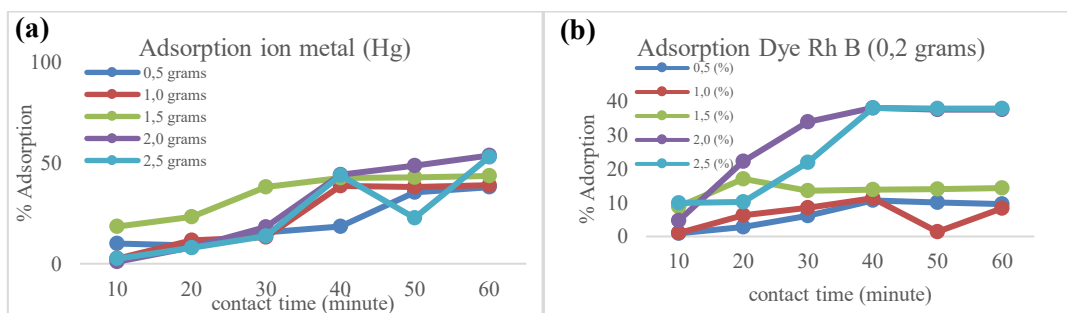 (a)
Adsorption ion metal (Hg)
100
50
0
% Adsorption
0,5 grams
1,0 grams
1,5 grams
2,0 grams
2,5 grams
10 20 30 40 50 60
contact time (minute)
(b)
Adsorption Dye Rh B (0,2 grams)
0,5 (%)
1,0 (%)
1,5 (%)
2,0 (%)
2,5 (%)
40
30
20
10
0
% Adorption
10 20 30 40 50 60
contact time (minute)